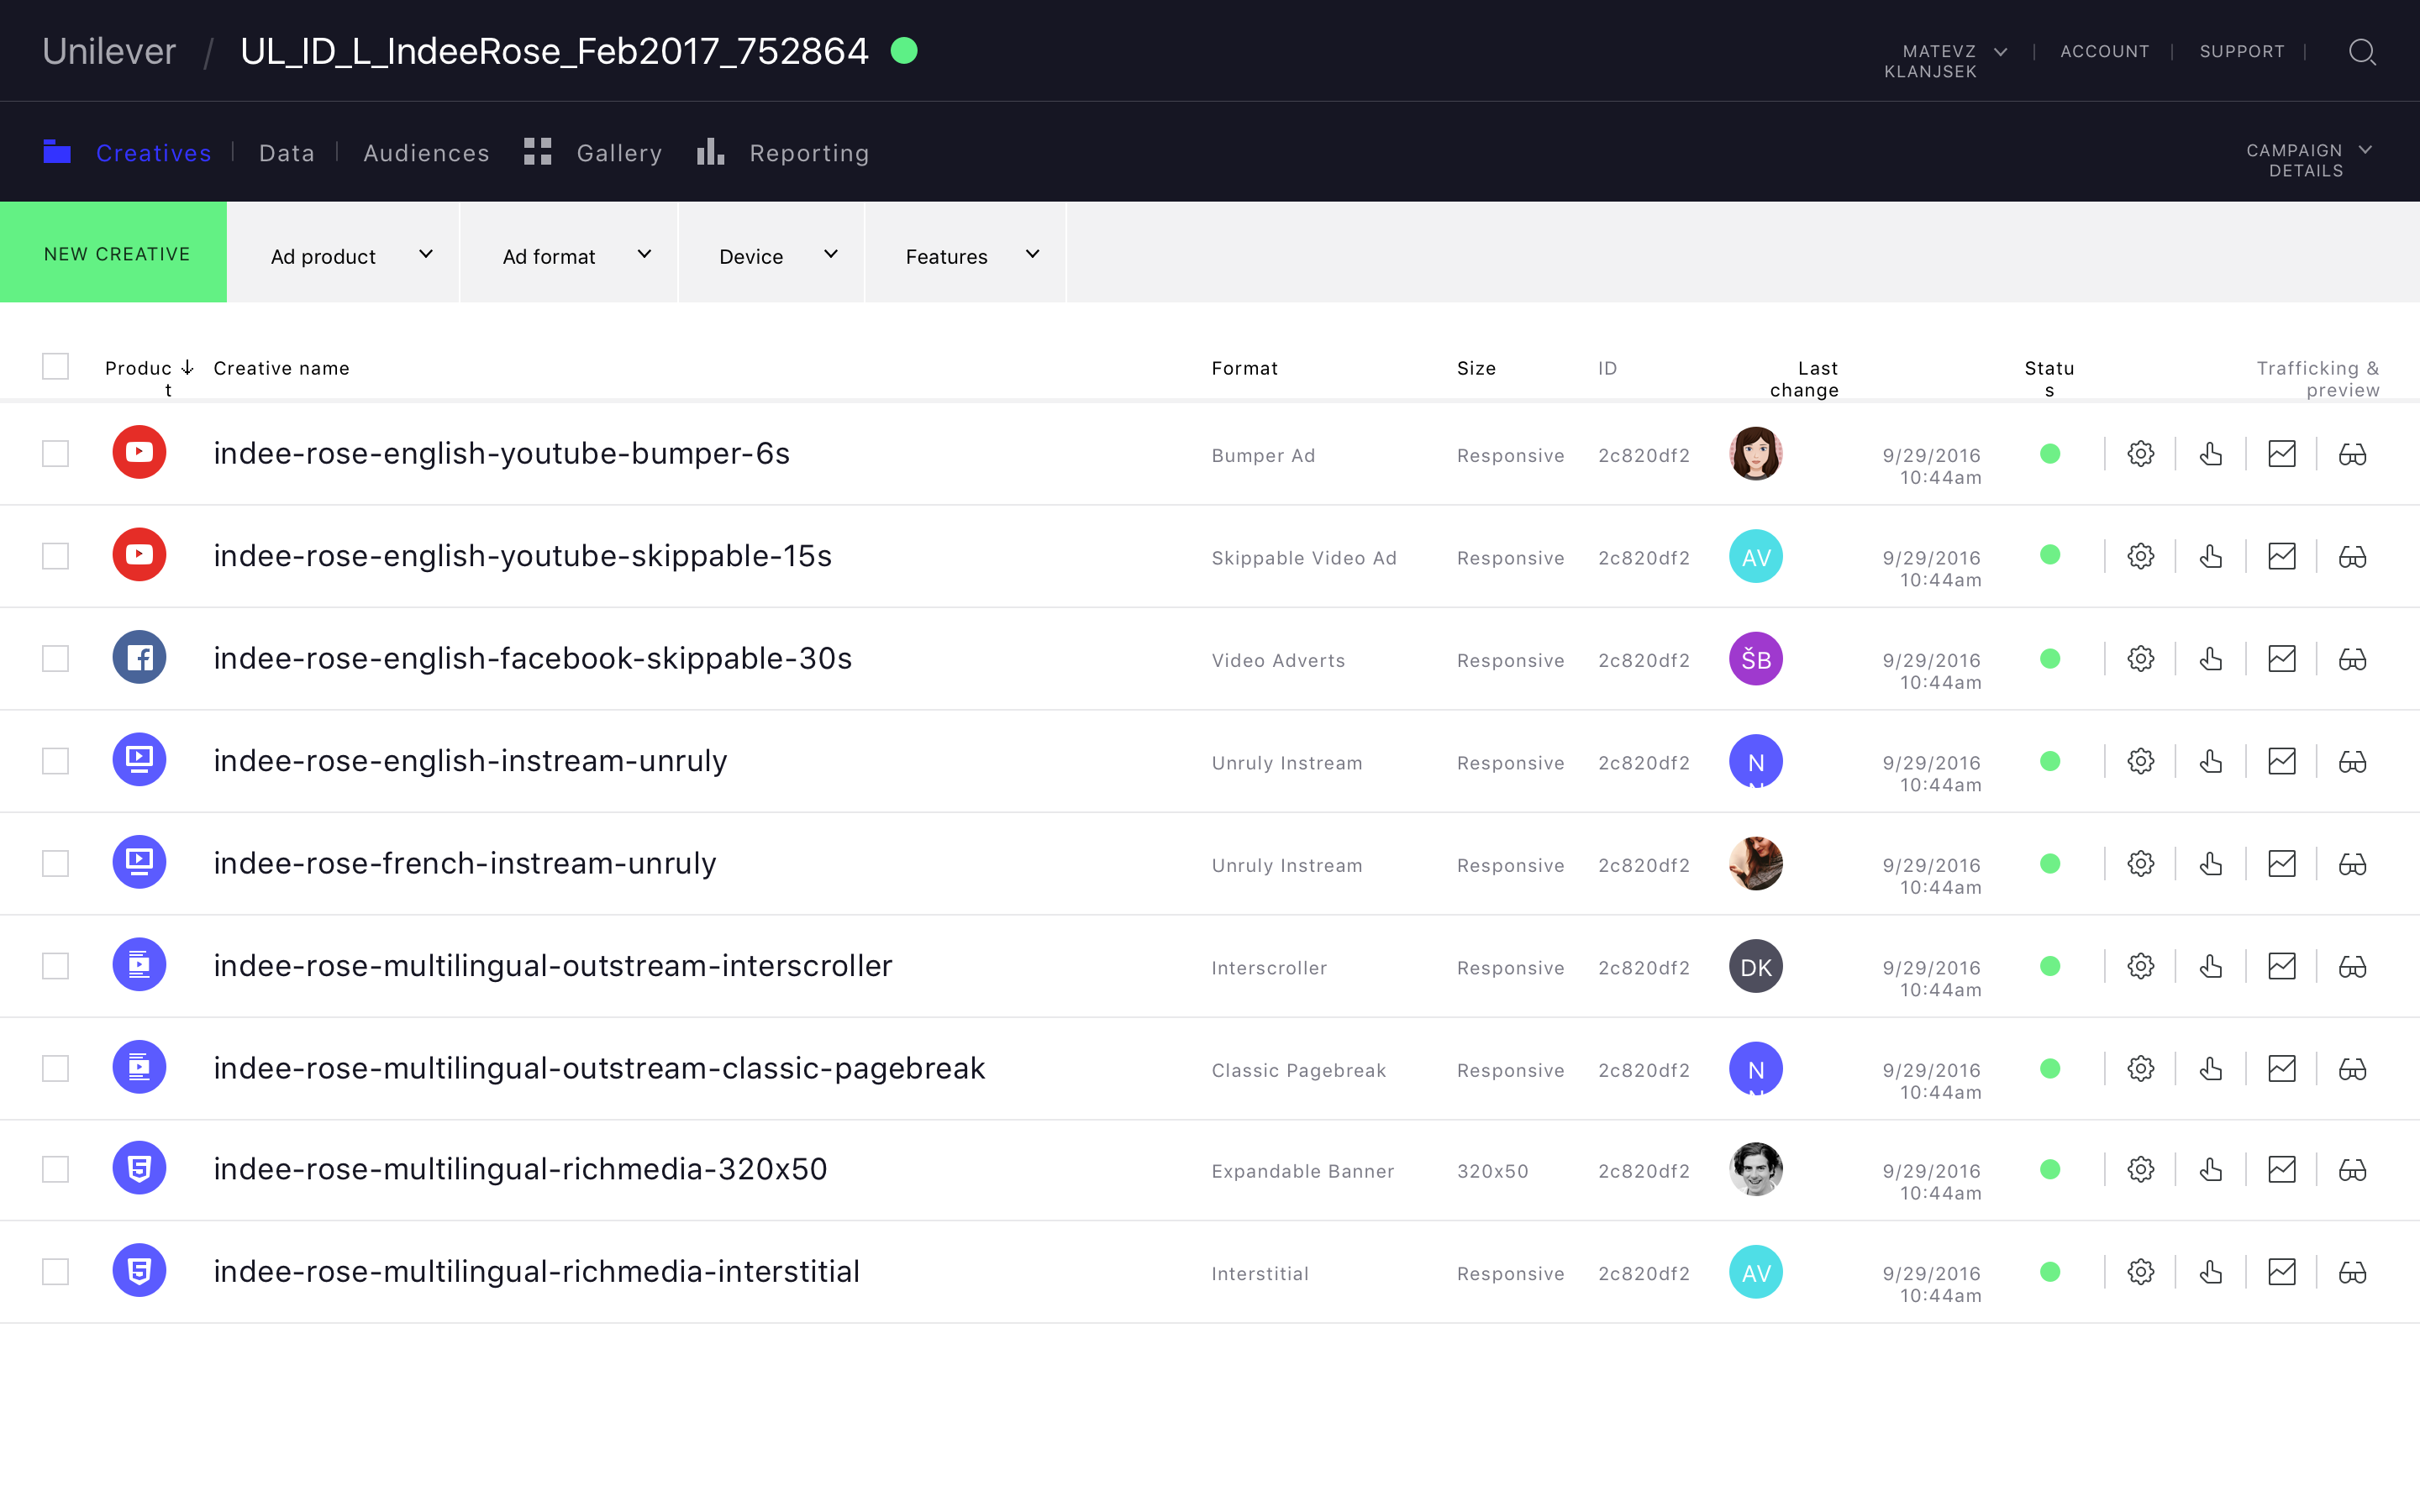 Unilever / UL_ID_L_IndeeRose_Feb2017_752864
MATEVZ
KLANJSEK
ACCOUNT
SUPPORT
Creatives
Data
Audiences
Gallery
Reporting
CAMPAIGN
DETAILS
NEW CREATIVE
Ad product
Ad format
Device
Features
Produc
t
Creative name
Format
Size
ID
Last
change
Statu
s
Trafficking &
preview
indee-rose-english-youtube-bumper-6s
Bumper Ad
Responsive
2c820df2
9/29/2016
10:44am
indee-rose-english-youtube-skippable-15s
Skippable Video Ad
Responsive
2c820df2
AV
9/29/2016
10:44am
indee-rose-english-facebook-skippable-30s
Video Adverts
Responsive
2c820df2
ŠB
9/29/2016
10:44am
indee-rose-english-instream-unruly
Unruly Instream
Responsive
2c820df2
N
N
9/29/2016
10:44am
indee-rose-french-instream-unruly
Unruly Instream
Responsive
2c820df2
9/29/2016
10:44am
indee-rose-multilingual-outstream-interscroller
Interscroller
Responsive
2c820df2
DK
9/29/2016
10:44am
indee-rose-multilingual-outstream-classic-pagebreak
Classic Pagebreak
Responsive
2c820df2
N
N
9/29/2016
10:44am
indee-rose-multilingual-richmedia-320x50
Expandable Banner
320x50
2c820df2
9/29/2016
10:44am
indee-rose-multilingual-richmedia-interstitial
Interstitial
Responsive
2c820df2
AV
9/29/2016
10:44am